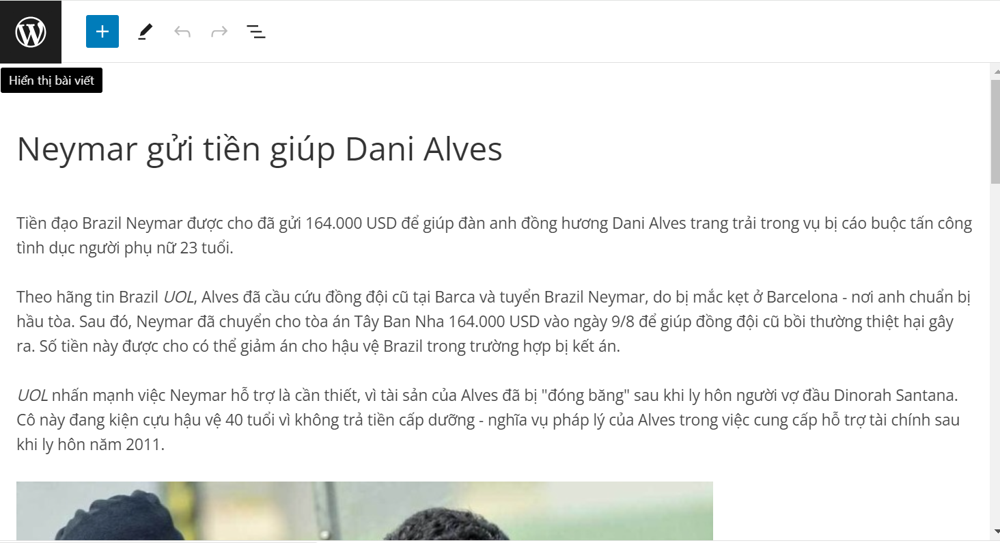 Hiển thị bài viết
Neymar gửi tiền giúp Dani Alves
Tiền đạo Brazil Neymar được cho đã gửi 164.000 USD để giúp đàn anh đồng hương Dani Alves trang trải trong vụ bị cáo buộc tấn công
tình dục người phụ nữ 23 tuổi.
Theo hãng tin Brazil UOL, Alves đã cầu cứu đồng đội cũ tại Barca và tuyển Brazil Neymar, do bị mắc kẹt ở Barcelona - nơi anh chuẩn bị
hầu tòa. Sau đó, Neymar đã chuyển cho tòa án Tây Ban Nha 164.000 USD vào ngày 9/8 để giúp đồng đội cũ bồi thường thiệt hại gây
ra. Số tiền này được cho có thể giảm án cho hậu vệ Brazil trong trường hợp bị kết án.
UOL nhấn mạnh việc Neymar hỗ trợ là cần thiết, vì tài sản của Alves đã bị "đóng băng" sau khi ly hôn người vợ đầu Dinorah Santana.
Cô này đang kiện cựu hậu vệ 40 tuổi vì không trả tiền cấp dưỡng - nghĩa vụ pháp lý của Alves trong việc cung cấp hỗ trợ tài chính sau
khi ly hôn năm 2011.